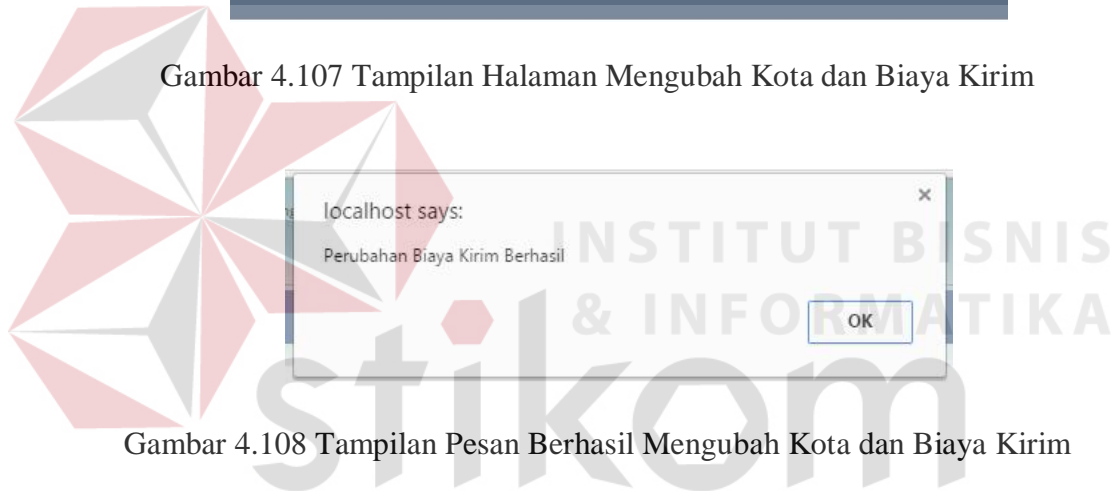 Gambar 4.107 Tampilan Halaman Mengubah Kota dan Biaya Kirim
localhost says:
×
Perubahan Biaya Kirim Berhasil
OK
INSTITUT BISNIS
& INFORMATIKA
stikom
Gambar 4.108 Tampilan Pesan Berhasil Mengubah Kota dan Biaya Kirim